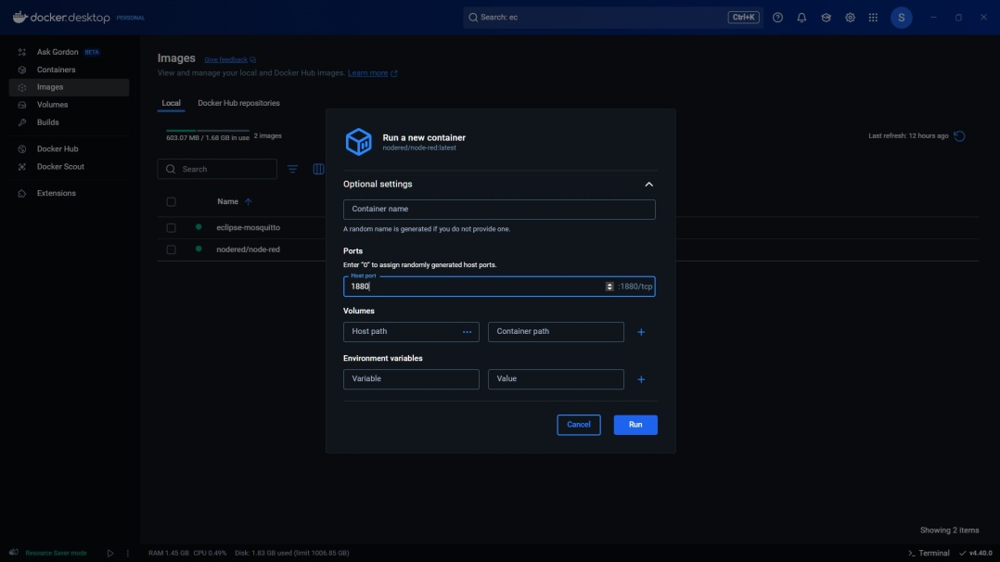 docker.desktop PERSONAL
Search: ec
Ctrl+K
S
Ask Gordon BETA
Containers
Images
Volumes
Builds
Docker Hub
Docker Scout
Extensions
Images Give feedback
View and manage your local and Docker Hub images. Learn more
Local Docker Hub repositories
603.07 MB / 1.68 GB in use 2 images
Last refresh: 12 hours ago
Search
Name
eclipse-mosquitto
nodered/node-red
Run a new container
nodered/node-red:latest
Optional settings
Container name
A random name is generated if you do not provide one.
Ports
Enter “0” to assign randomly generated host ports.
Host port
1880 :1880/tcp
Volumes
Host path ··· Container path +
Environment variables
Variable Value +
Cancel Run
Showing 2 items
Resource Saver mode
RAM 1.45 GB CPU 0.49% Disk: 1.83 GB used (limit 1006.85 GB)
>_ Terminal v4.40.0